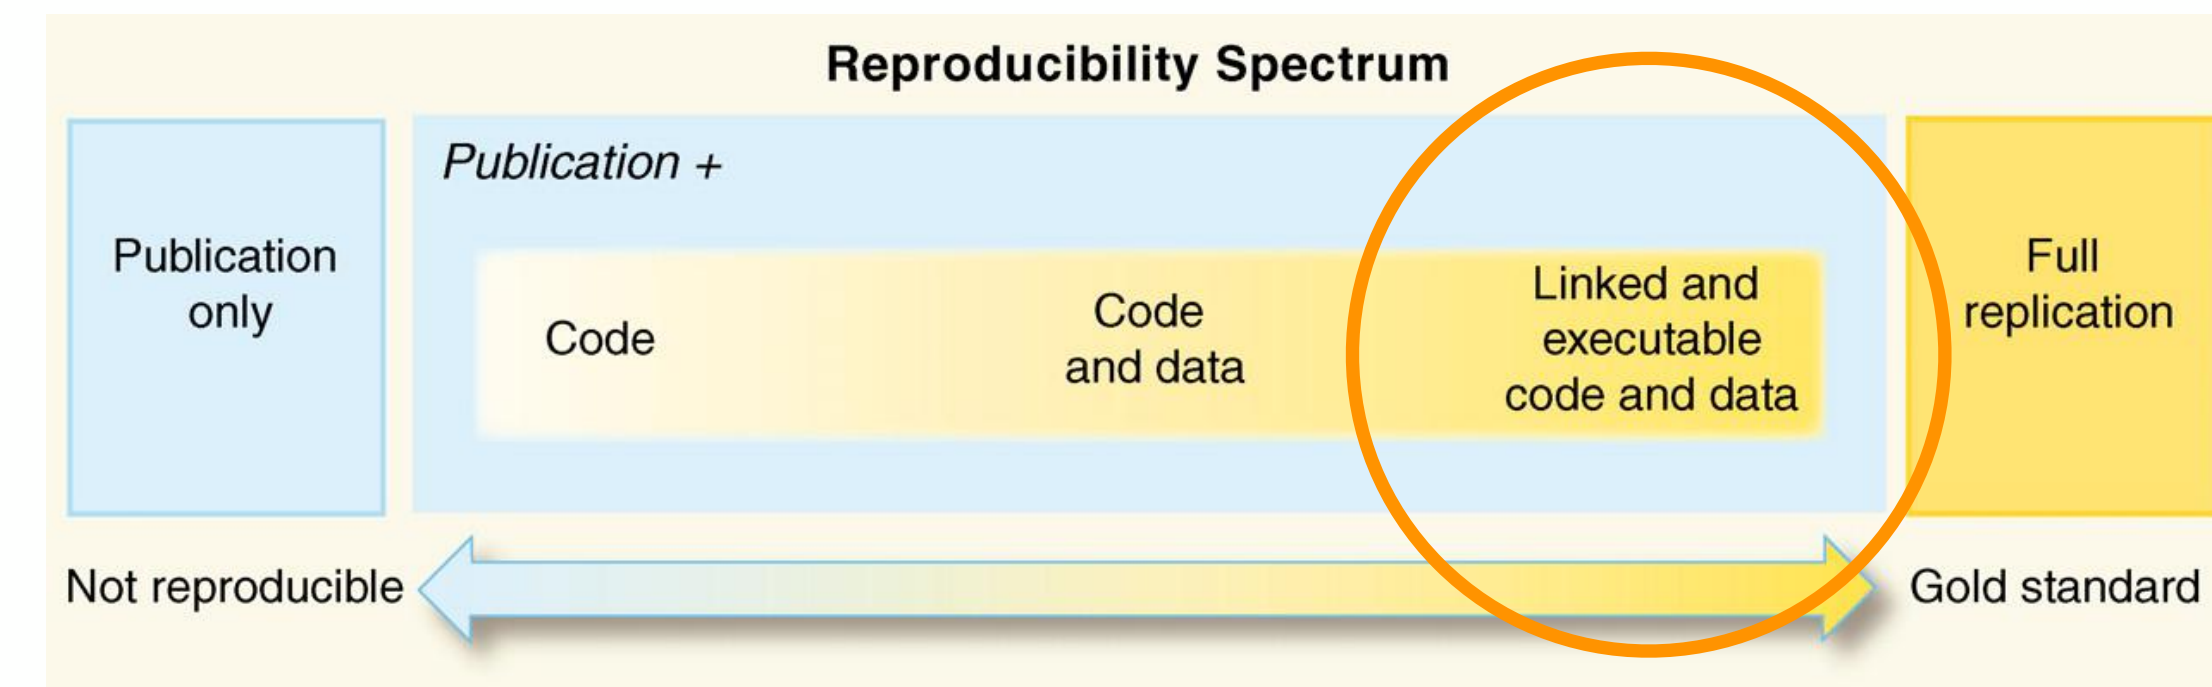 Reproducibility Spectrum
Publication
only
Publication +
Code
Code
and data
Linked and
executable
code and data
Full
replication
Not reproducible
Gold standard